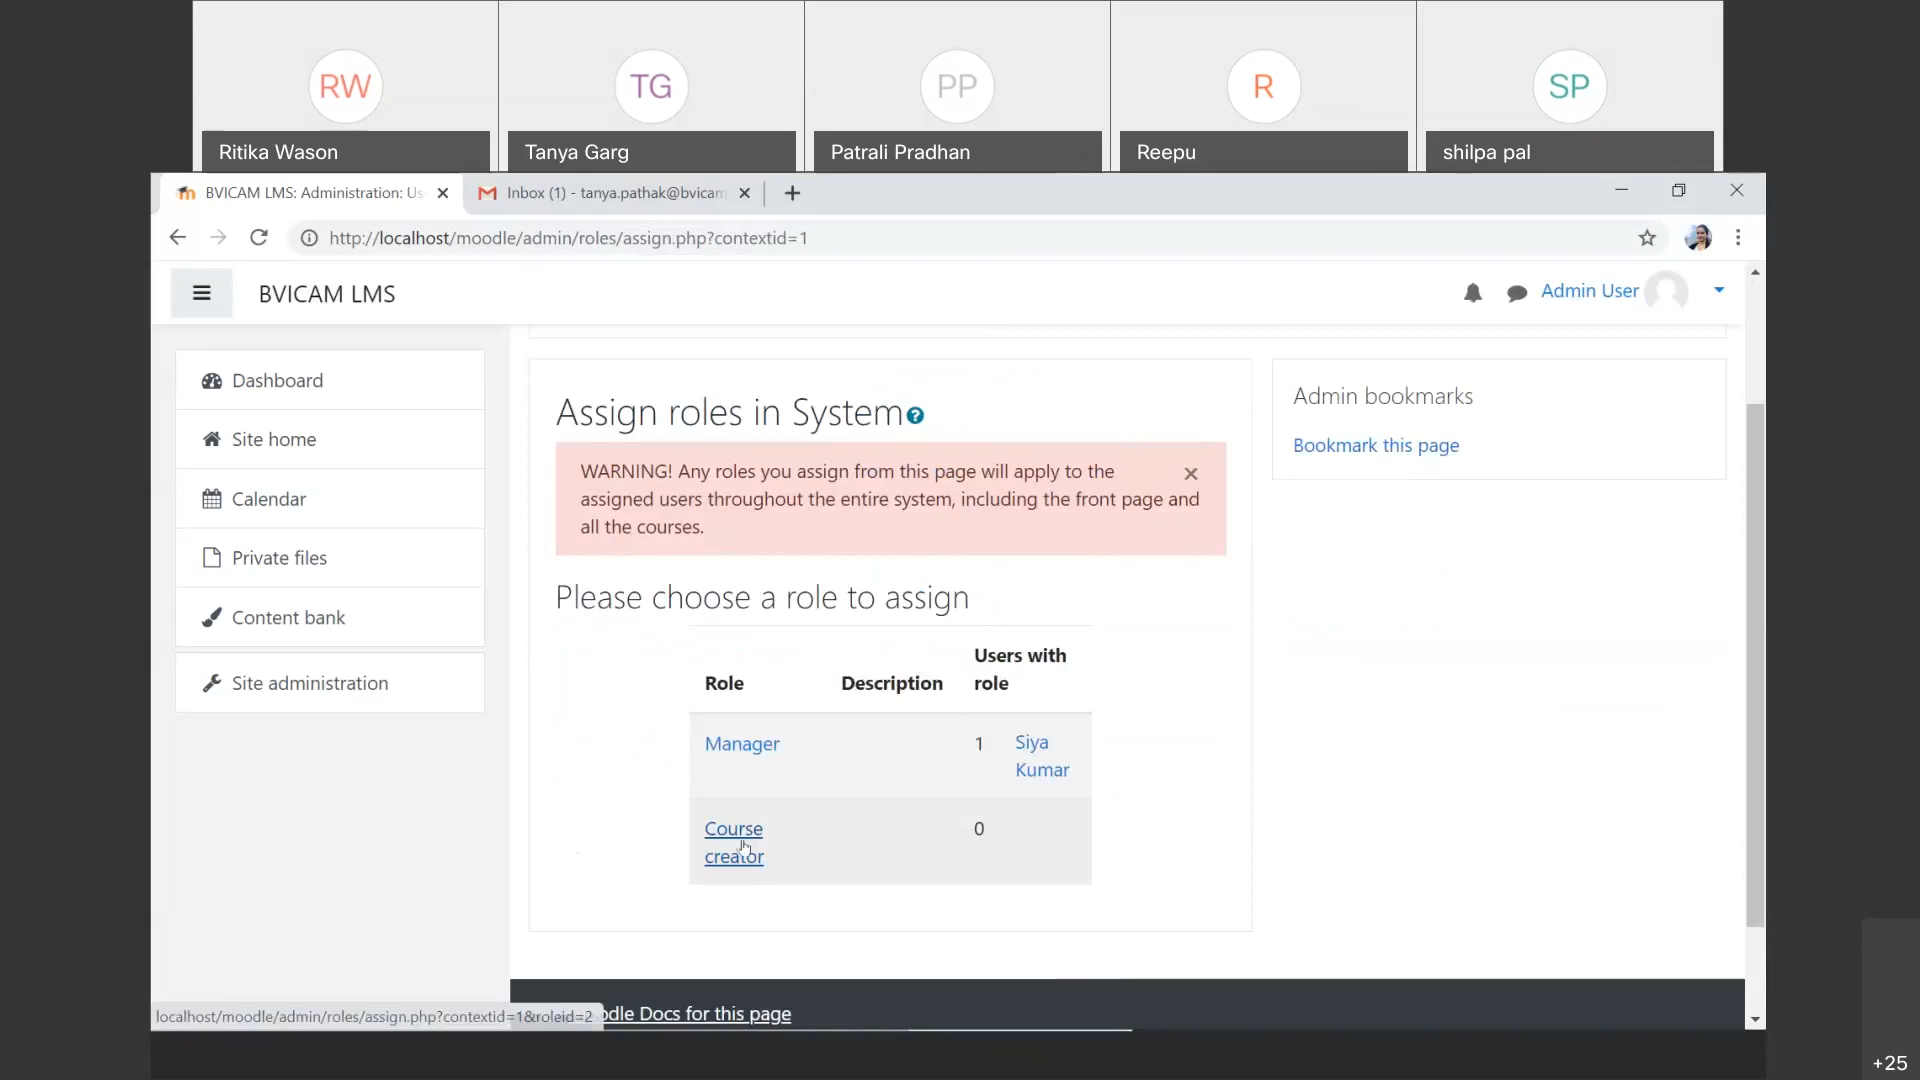 RW
TG
PP
R
SP
Ritika Wason
Tanya Garg
Patrali Pradhan
Reepu
shilpa pal
BVICAM LMS: Administration: Us
Inbox (1) - tanya.pathak@bvicam
http://localhost/moodle/admin/roles/assign.php?contextid=1
BVICAM LMS
Admin User
Dashboard
Site home
Calendar
Private files
Content bank
Site administration
Assign roles in System
WARNING! Any roles you assign from this page will apply to the
assigned users throughout the entire system, including the front page and
all the courses.
Please choose a role to assign
Role
Description
Users with
role
Manager
1
Siya
Kumar
Course
creator
0
Admin bookmarks
Bookmark this page
localhost/moodle/admin/roles/assign.php?contextid=1&roleid=2
odle Docs for this page
+25